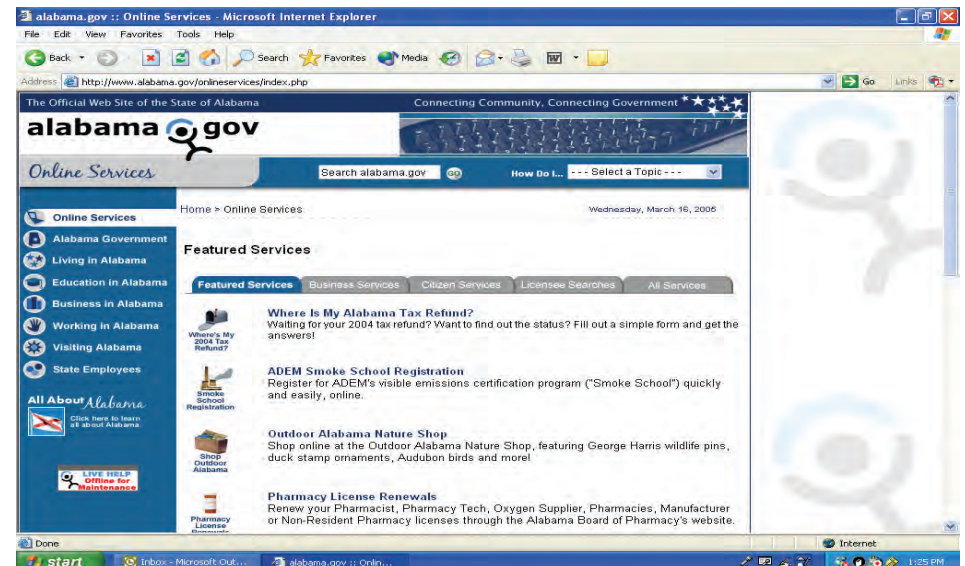 alabama.gov :: Online Services - Microsoft Internet Explorer
File Edit View Favorites Tools Help
Back Search Favorites Media
Address http://www.alabama.gov/onlineservices/index.php Go Links
The Official Web Site of the State of Alabama Connecting Community, Connecting Government
alabama gov
Online Services Search alabama.gov GO How Do I... --- Select a Topic ---
Online Services
Alabama Government
Living in Alabama
Education in Alabama
Business in Alabama
Working in Alabama
Visiting Alabama
State Employees
All About Alabama
Click here to learn
all about Alabama
LIVE HELP
Offline for
Maintenance
Home > Online Services Wednesday, March 16, 2005
Featured Services
Featured Services Business Services Citizen Services Licensee Searches All Services
Where's My
2004 Tax
Refund?
Where Is My Alabama Tax Refund?
Waiting for your 2004 tax refund? Want to find out the status? Fill out a simple form and get the
answers!
Smoke
School
Registration
ADEM Smoke School Registration
Register for ADEM's visible emissions certification program ("Smoke School") quickly
and easily, online.
Shop
Outdoor
Alabama
Outdoor Alabama Nature Shop
Shop online at the Outdoor Alabama Nature Shop, featuring George Harris wildlife pins,
duck stamp ornaments, Audubon birds and more!
Pharmacy
License
Renewals
Pharmacy License Renewals
Renew your Pharmacist, Pharmacy Tech, Oxygen Supplier, Pharmacies, Manufacturer
or Non-Resident Pharmacy licenses through the Alabama Board of Pharmacy's website.
Done Internet
start Inbox - Microsoft Out... alabama.gov :: Onlin... 1:25 PM